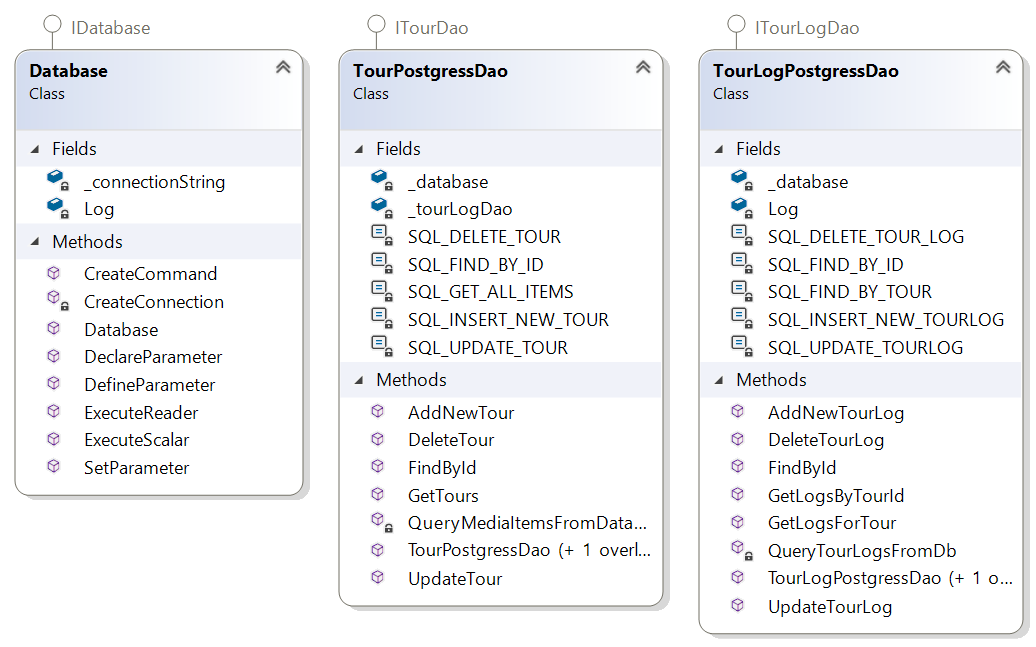 IDatabase
Database
Class
Fields
_connectionString
Log
Methods
CreateCommand
CreateConnection
Database
DeclareParameter
DefineParameter
ExecuteReader
ExecuteScalar
SetParameter
ITourDao
TourPostgressDao
Class
Fields
_database
_tourLogDao
SQL_DELETE_TOUR
SQL_FIND_BY_ID
SQL_GET_ALL_ITEMS
SQL_INSERT_NEW_TOUR
SQL_UPDATE_TOUR
Methods
AddNewTour
DeleteTour
FindById
GetTours
QueryMediaItemsFromData...
TourPostgressDao (+ 1 overl...
UpdateTour
ITourLogDao
TourLogPostgressDao
Class
Fields
_database
Log
SQL_DELETE_TOUR_LOG
SQL_FIND_BY_ID
SQL_FIND_BY_TOUR
SQL_INSERT_NEW_TOURLOG
SQL_UPDATE_TOURLOG
Methods
AddNewTourLog
DeleteTourLog
FindById
GetLogsByTourId
GetLogsForTour
QueryTourLogsFromDb
TourLogPostgressDao (+ 1 o...
UpdateTourLog